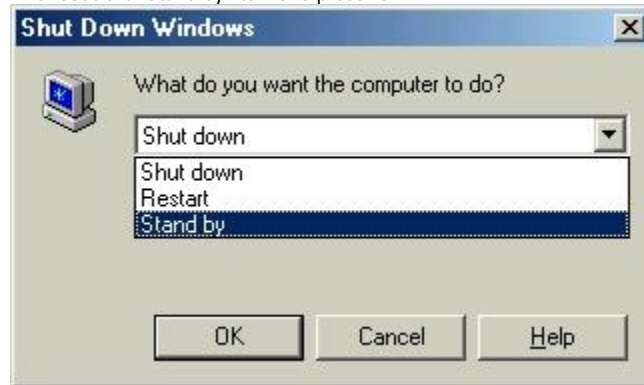 Shut Down Windows
What do you want the computer to do?
Shut down
Shut down
Restart
Stand by
OK Cancel Help